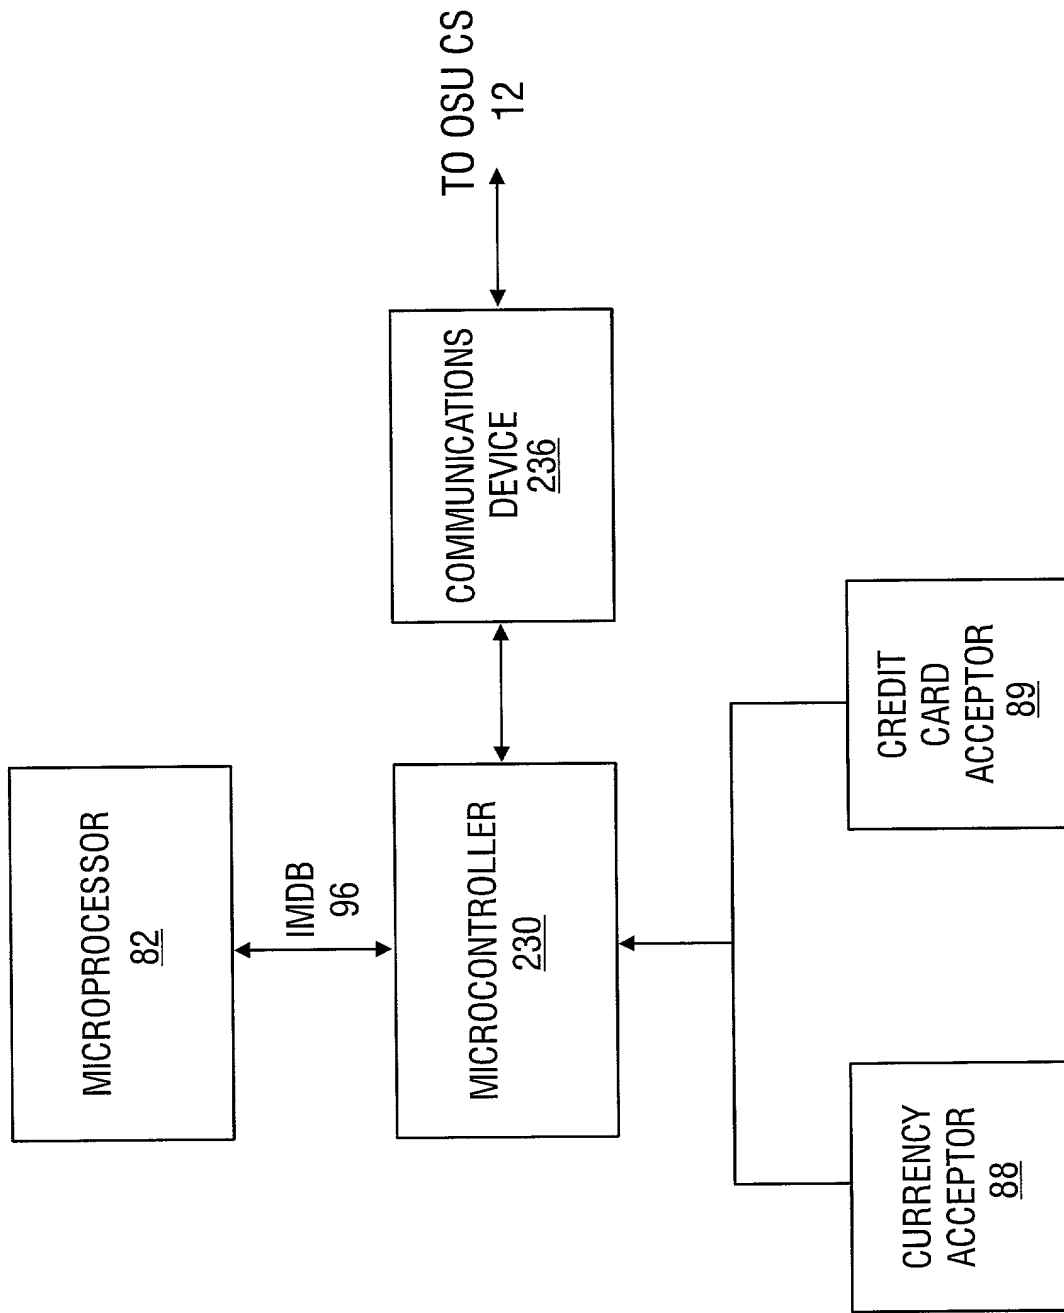 MICROPROCESSOR
82
IMDB
96
MICROCONTROLLER
230
COMMUNICATIONS
DEVICE
236
TO OSU CS
12
CURRENCY
ACCEPTOR
88
CREDIT
CARD
ACCEPTOR
89